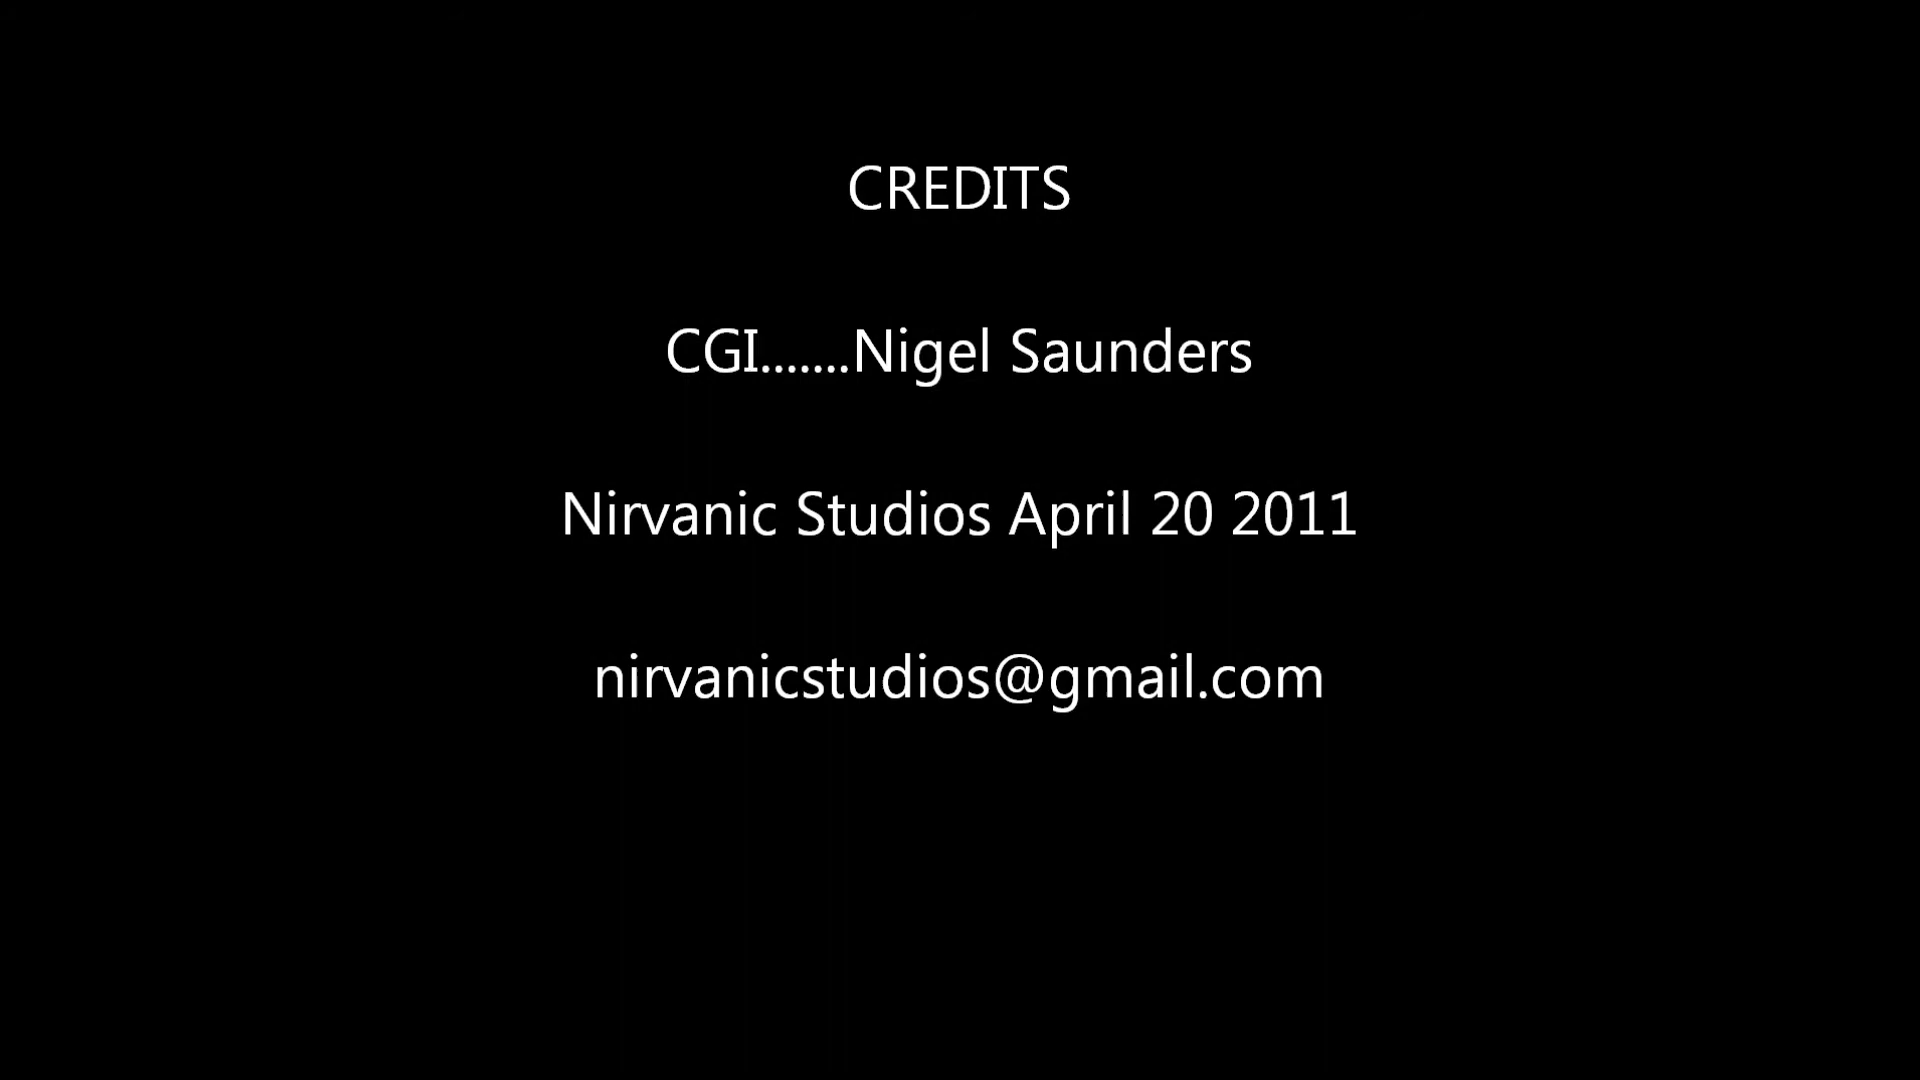 CREDITS
CGI.......Nigel Saunders
Nirvanic Studios April 20 2011
nirvanicstudios@gmail.com